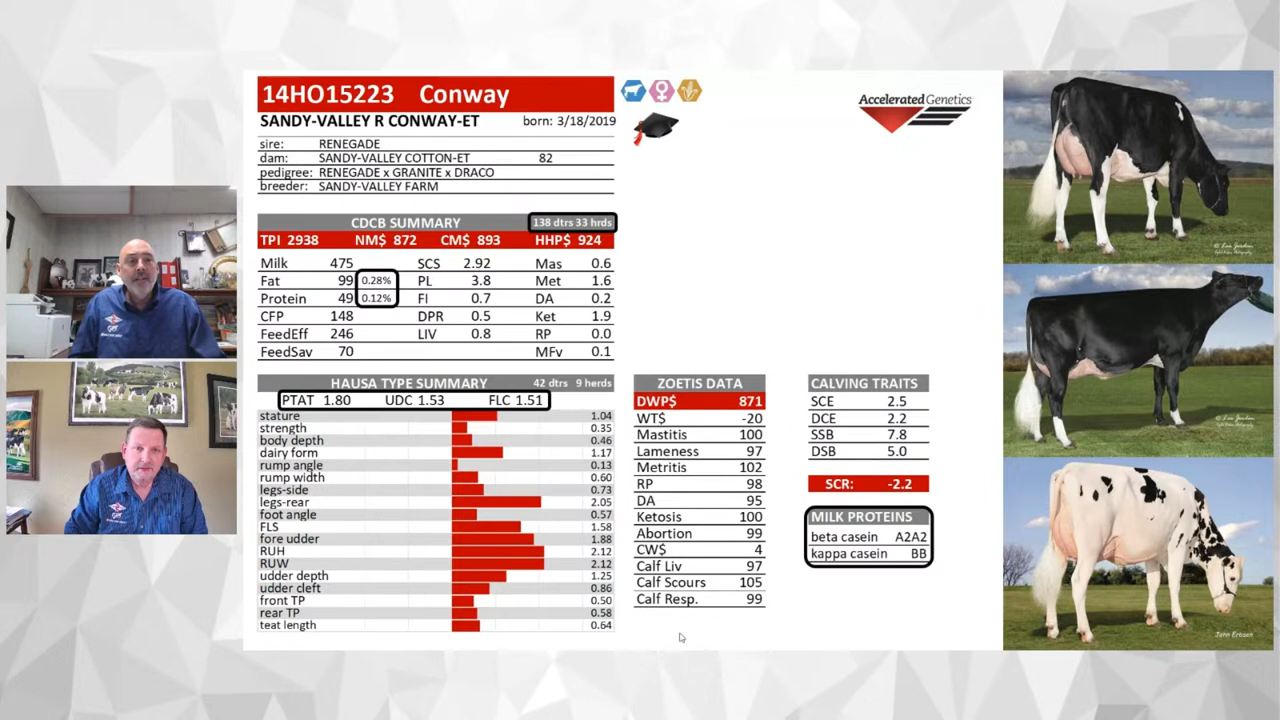 14HO15223 Conway
SANDY-VALLEY R CONWAY-ET born: 3/18/2019
sire: RENEGADE
dam: SANDY-VALLEY COTTON-ET 82
pedigree: RENEGADE x GRANITE x DRACO
breeder: SANDY-VALLEY FARM
CDCB SUMMARY 138 dtrs 33 hrds
TPI 2938 NM$ 872 CM$ 893 HHP$ 924
Milk 475 SCS 2.92 Mas 0.6
Fat 99 0.28% PL 3.8 Met 1.6
Protein 49 0.12% FI 0.7 DA 0.2
CFP 148 DPR 0.5 Ket 1.9
FeedEff 246 LIV 0.8 RP 0.0
FeedSav 70 MFv 0.1
HAUSA TYPE SUMMARY 42 dtrs 9 herds
PTAT 1.80 UDC 1.53 FLC 1.51
stature 1.04
strength 0.35
body depth 0.46
dairy form 1.17
rump angle 0.13
rump width 0.60
legs-side 0.73
legs-rear 2.05
foot angle 0.57
FLS 1.58
fore udder 1.88
RUH 2.12
RUW 2.12
udder depth 1.25
udder cleft 0.86
front TP 0.50
rear TP 0.58
teat length 0.64
Accelerated Genetics
ZOETIS DATA
DWP$ 871
WT$ -20
Mastitis 100
Lameness 97
Metritis 102
RP 98
DA 95
Ketosis 100
Abortion 99
CW$ 4
Calf Liv 97
Calf Scours 105
Calf Resp. 99
CALVING TRAITS
SCE 2.5
DCE 2.2
SSB 7.8
DSB 5.0
SCR: -2.2
MILK PROTEINS
beta casein A2A2
kappa casein BB